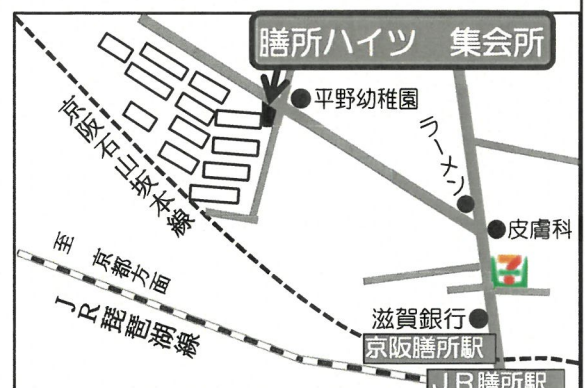 膳所ハイツ 集会所
平野幼稚園
ラーメン
京阪石山坂本線
皮膚科
7
至 京都方面
JR琵琶湖線
滋賀銀行
京阪膳所駅
JR膳所駅